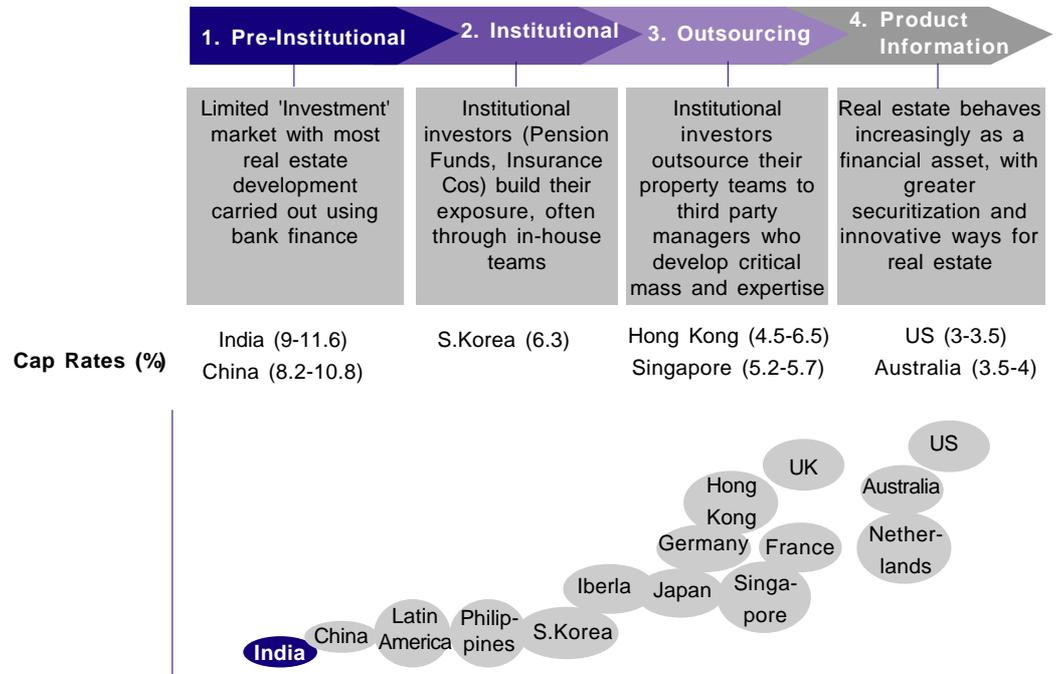 1. Pre-Institutional
2. Institutional
3. Outsourcing
4. Product
Information
Limited 'Investment'
market with most
real estate
development
carried out using
bank finance
Institutional
investors (Pension
Funds, Insurance
Cos) build their
exposure, often
through in-house
teams
Institutional
investors
outsource their
property teams to
third party
managers who
develop critical
mass and expertise
Real estate behaves
increasingly as a
financial asset, with
greater
securitization and
innovative ways for
real estate
Cap Rates (%)
India (9-11.6)
China (8.2-10.8)
S.Korea (6.3)
Hong Kong (4.5-6.5)
Singapore (5.2-5.7)
US (3-3.5)
Australia (3.5-4)
India
China
Latin
America
Philip-
pines
S.Korea
Iberla
Japan
Germany
Hong
Kong
Singa-
pore
France
UK
Nether-
lands
Australia
US